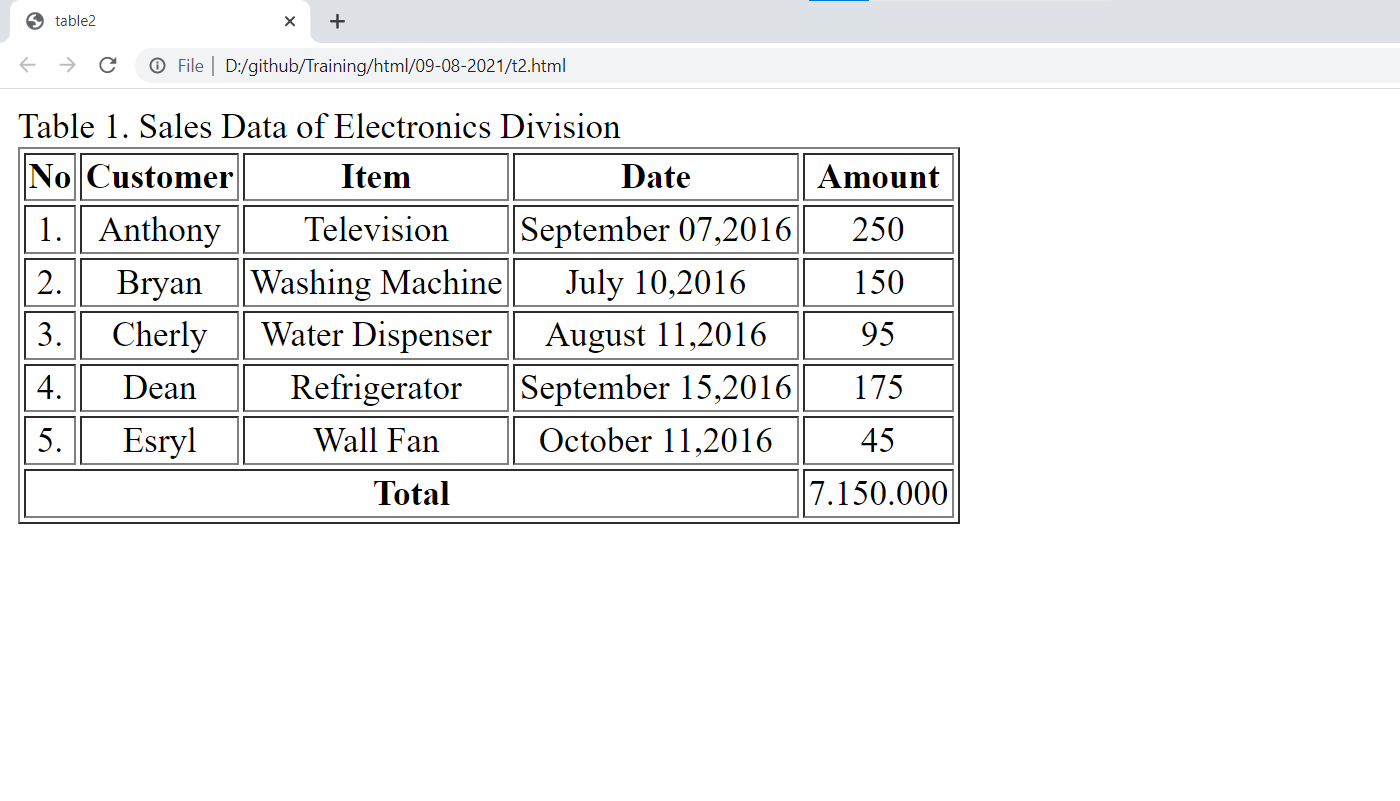 table2
File D:/github/Training/html/09-08-2021/t2.html
Table 1. Sales Data of Electronics Division
No Customer Item Date Amount
1. Anthony Television September 07,2016 250
2. Bryan Washing Machine July 10,2016 150
3. Cherly Water Dispenser August 11,2016 95
4. Dean Refrigerator September 15,2016 175
5. Esryl Wall Fan October 11,2016 45
Total 7.150.000